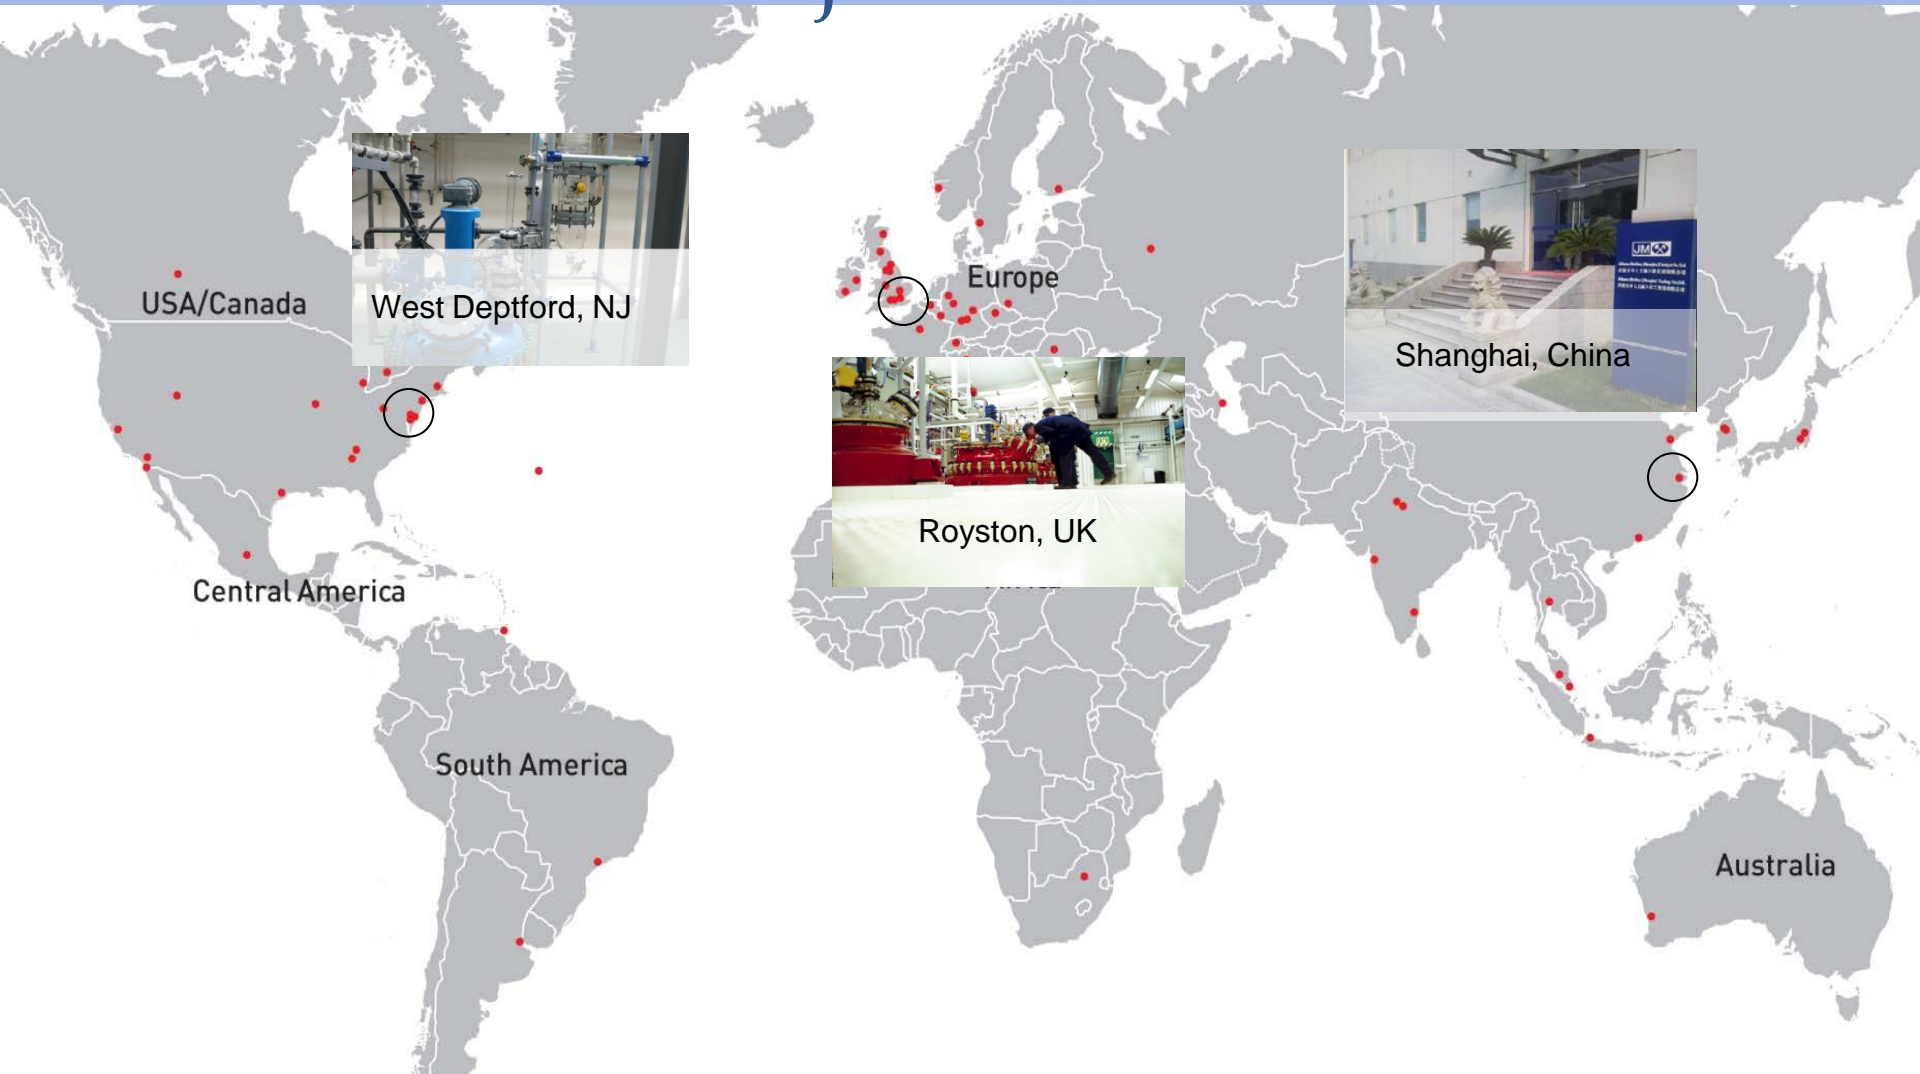 USA/Canada
West Deptford, NJ
Europe
JM
Shanghai, China
Royston, UK
Central America
South America
Australia